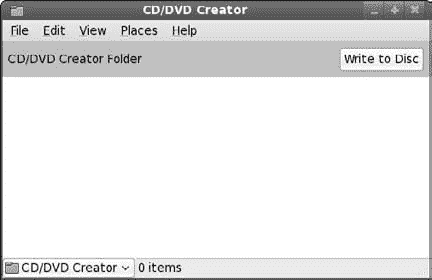 CD/DVD Creator
File Edit View Places Help
CD/DVD Creator Folder Write to Disc
CD/DVD Creator 0 items